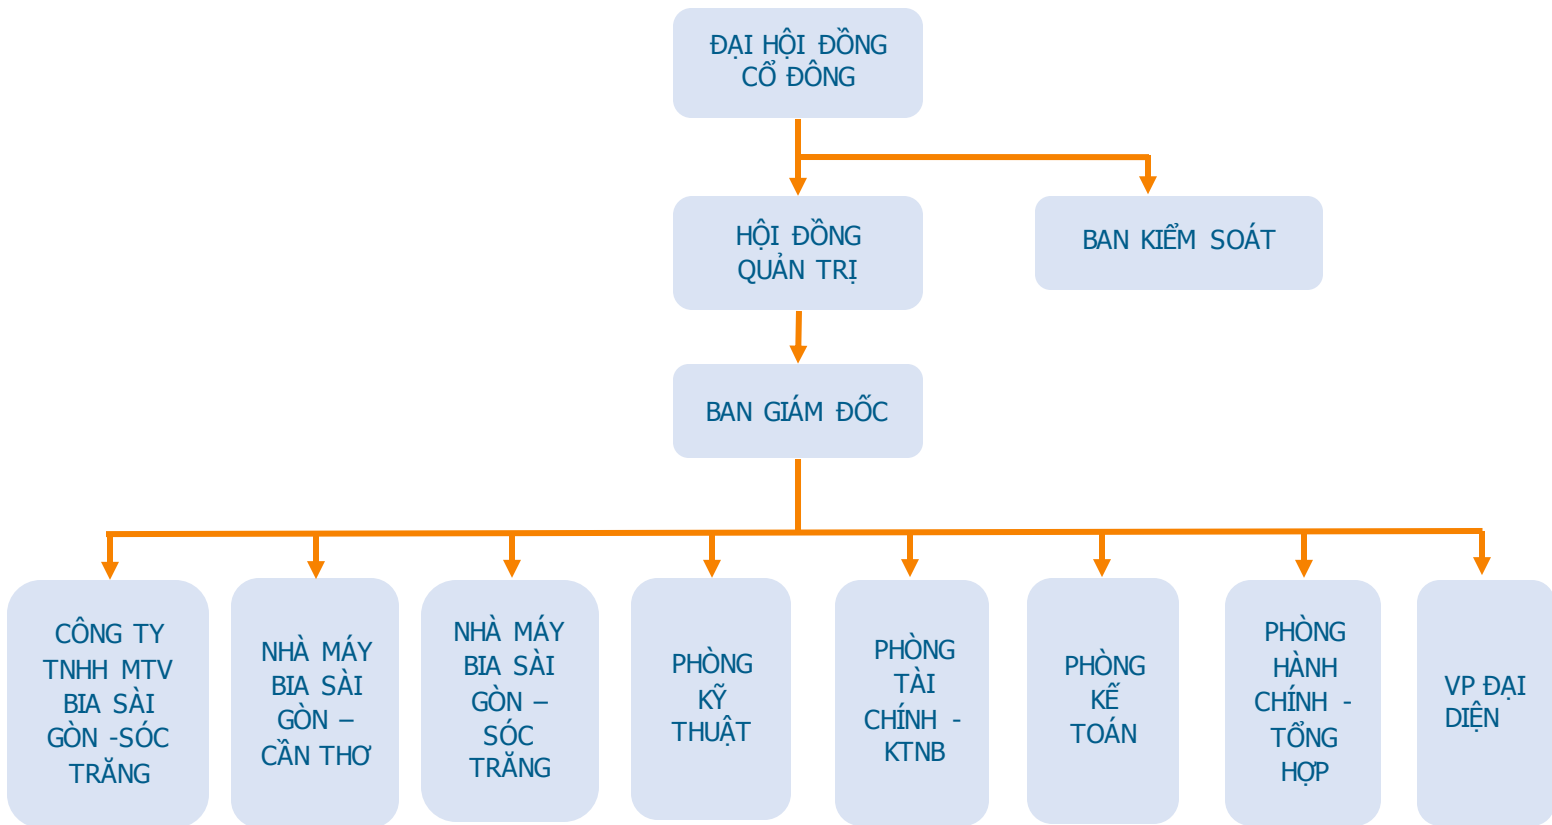 ĐẠI HỘI ĐỒNG
CỔ ĐÔNG
HỘI ĐỒNG
QUẢN TRỊ
BAN KIỂM SOÁT
BAN GIÁM ĐỐC
CÔNG TY
TNHH MTV
BIA SÀI
GÒN -SÓC
TRĂNG
NHÀ MÁY
BIA SÀI
GÒN –
CẦN THƠ
NHÀ MÁY
BIA SÀI
GÒN –
SÓC
TRĂNG
PHÒNG
KỸ
THUẬT
PHÒNG
TÀI
CHÍNH -
KTNB
PHÒNG
KẾ
TOÁN
PHÒNG
HÀNH
CHÍNH -
TỔNG
HỢP
VP ĐẠI
DIỆN